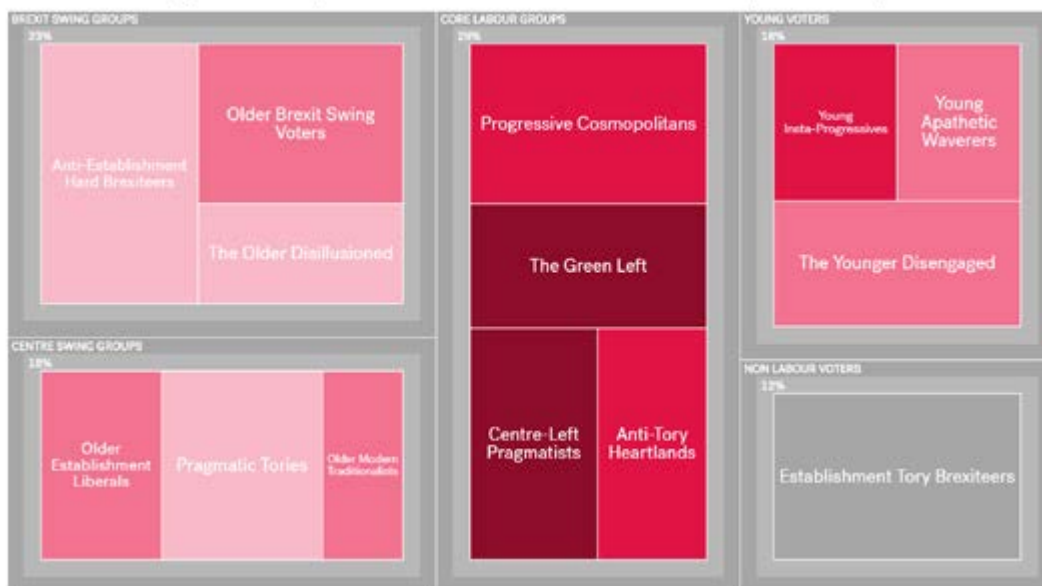 BREXIT SWING GROUPS
23%
Anti-Establishment
Hard Brexiteers
Older Brexit Swing
Voters
The Older Disillusioned
CENTRE SWING GROUPS
18%
Older
Establishment
Liberals
Pragmatic Tories
Older Modern
Traditionalists
CORE LABOUR GROUPS
29%
Progressive Cosmopolitans
The Green Left
Centre-Left
Pragmatists
Anti-Tory
Heartlands
YOUNG VOTERS
18%
Young
Insta-Progressives
Young
Apathetic
Waverers
The Younger Disengaged
NON LABOUR VOTERS
12%
Establishment Tory Brexiteers